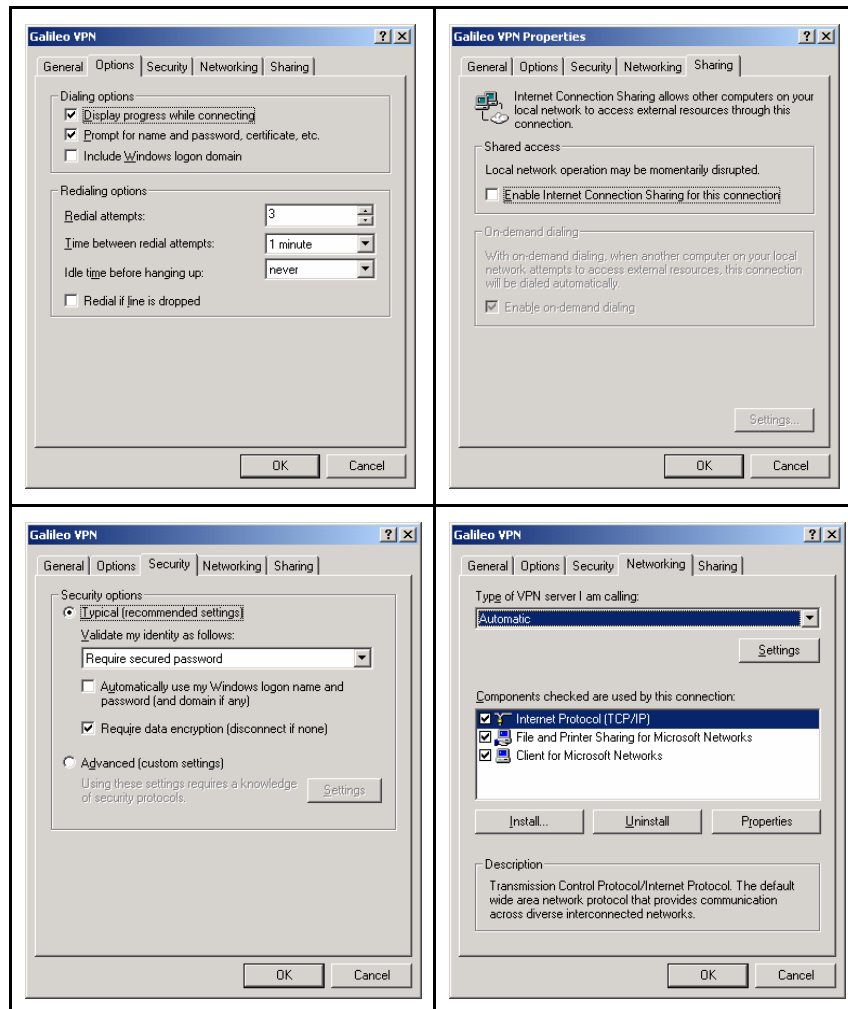 Galileo VPN
General Options Security Networking Sharing
Dialing options
Display progress while connecting
Prompt for name and password, certificate, etc.
Include Windows logon domain
Redialing options
Redial attempts: 3
Time between redial attempts: 1 minute
Idle time before hanging up: never
Redial if line is dropped
OK Cancel
Galileo VPN Properties
General Options Security Networking Sharing
Internet Connection Sharing allows other computers on your
local network to access external resources through this
connection.
Shared access
Local network operation may be momentarily disrupted.
Enable Internet Connection Sharing for this connection
On-demand dialing
With on-demand dialing, when another computer on your local
network attempts to access external resources, this connection
will be dialed automatically.
Enable on-demand dialing
Settings...
OK Cancel
Galileo VPN
General Options Security Networking Sharing
Security options
Typical (recommended settings)
Validate my identity as follows:
Require secured password
Automatically use my Windows logon name and
password (and domain if any)
Require data encryption (disconnect if none)
Advanced (custom settings)
Using these settings requires a knowledge
of security protocols.
Settings
OK Cancel
Galileo VPN
General Options Security Networking Sharing
Type of VPN server I am calling:
Automatic
Settings
Components checked are used by this connection:
Internet Protocol (TCP/IP)
File and Printer Sharing for Microsoft Networks
Client for Microsoft Networks
Install... Uninstall Properties
Description
Transmission Control Protocol/Internet Protocol. The default
wide area network protocol that provides communication
across diverse interconnected networks.
OK Cancel